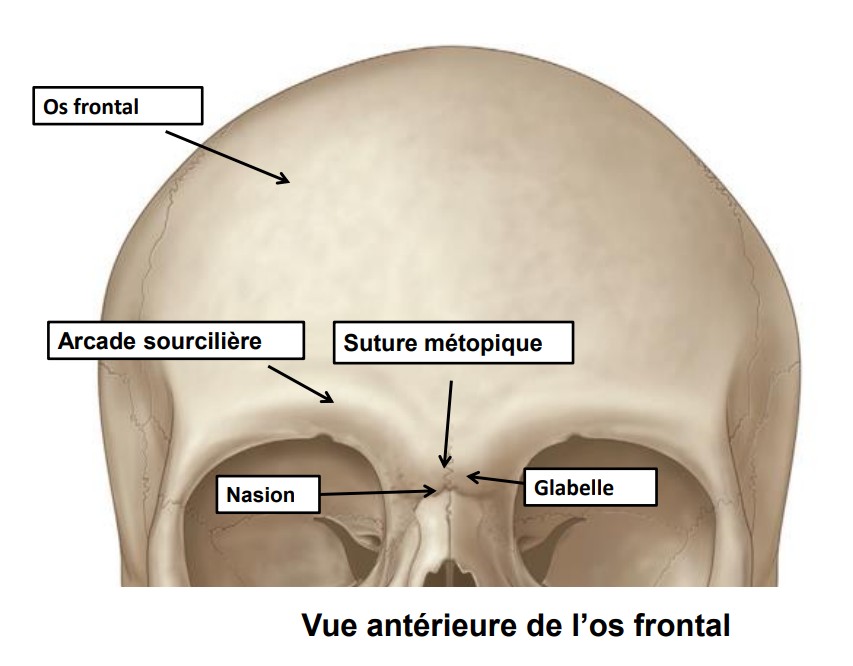 Os frontal
Arcade sourcilière
Suture métopique
Nasion
Glabelle
Vue antérieure de l’os frontal